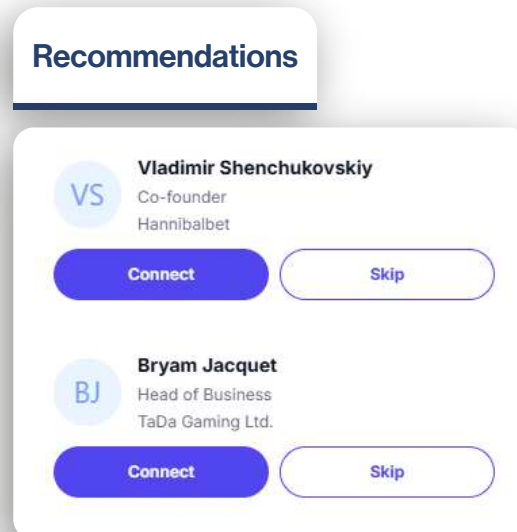 Recommendations
VS
Vladimir Shenchukovskiy
Co-founder
Hannibalbet
Connect
Skip
BJ
Bryam Jacquet
Head of Business
TaDa Gaming Ltd.
Connect
Skip